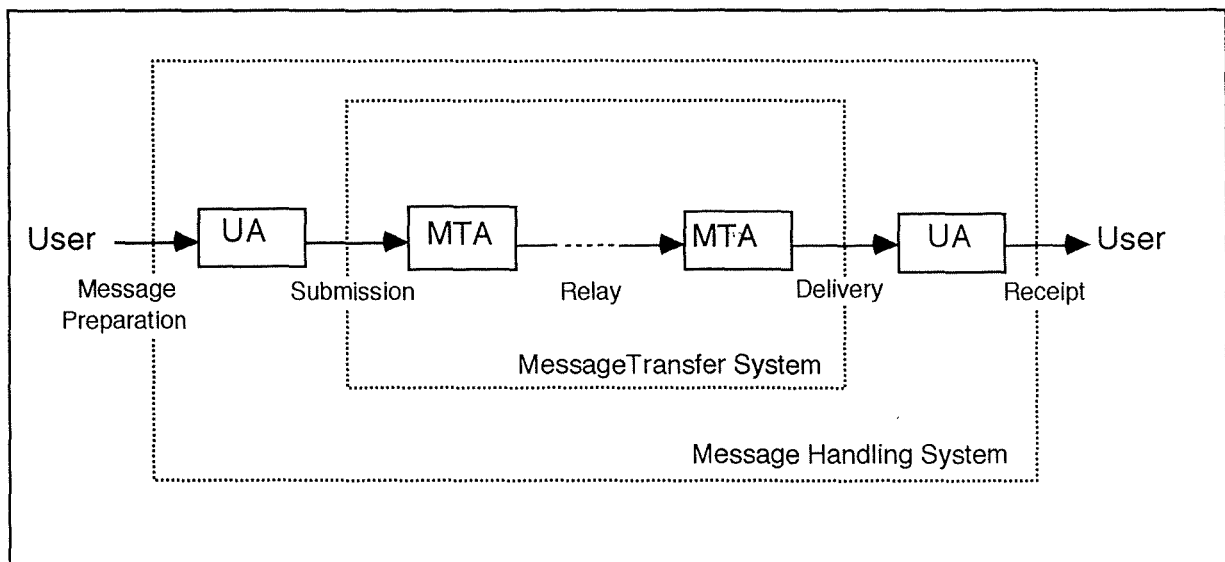 User
UA
MTA
MTA
UA
User
Message
Preparation
Submission
Relay
Delivery
Receipt
MessageTransfer System
Message Handling System